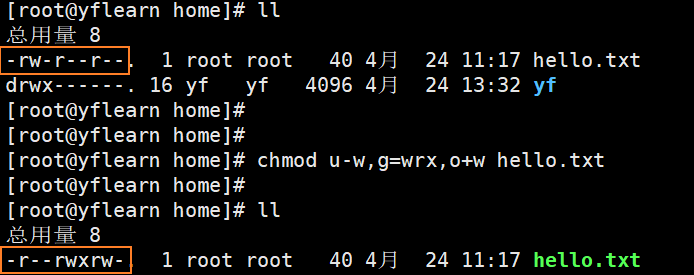 [root@yflearn home]# ll
总用量 8
-rw-r--r--. 1 root root 40 4月 24 11:17 hello.txt
drwx------. 16 yf yf 4096 4月 24 13:32 yf
[root@yflearn home]#
[root@yflearn home]#
[root@yflearn home]# chmod u-w,g=wrx,o+w hello.txt
[root@yflearn home]#
[root@yflearn home]# ll
总用量 8
-r--rwxrw-. 1 root root 40 4月 24 11:17 hello.txt